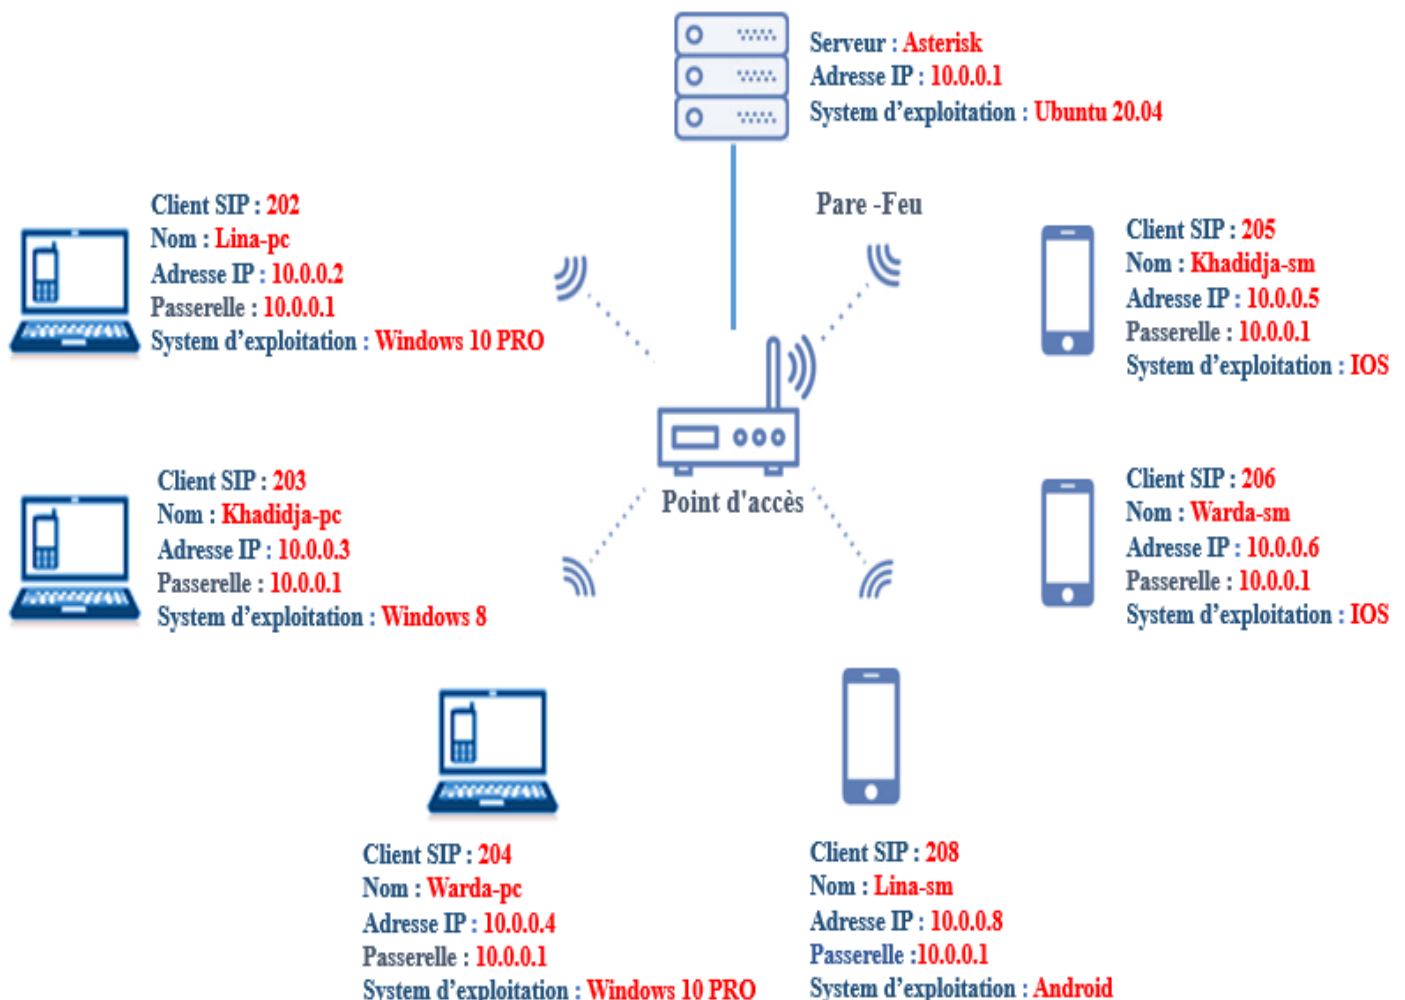 Serveur : Asterisk
Adresse IP : 10.0.0.1
System d'exploitation : Ubuntu 20.04
Pare -Feu
Client SIP : 202
Nom : Lina-pc
Adresse IP : 10.0.0.2
Passerelle : 10.0.0.1
System d'exploitation : Windows 10 PRO
Client SIP : 205
Nom : Khadidja-sm
Adresse IP : 10.0.0.5
Passerelle : 10.0.0.1
System d'exploitation : IOS
Point d'accès
Client SIP : 203
Nom : Khadidja-pc
Adresse IP : 10.0.0.3
Passerelle : 10.0.0.1
System d'exploitation : Windows 8
Client SIP : 206
Nom : Warda-sm
Adresse IP : 10.0.0.6
Passerelle : 10.0.0.1
System d'exploitation : IOS
Client SIP : 204
Nom : Warda-pc
Adresse IP : 10.0.0.4
Passerelle : 10.0.0.1
System d'exploitation : Windows 10 PRO
Client SIP : 208
Nom : Lina-sm
Adresse IP : 10.0.0.8
Passerelle :10.0.0.1
System d'exploitation : Android